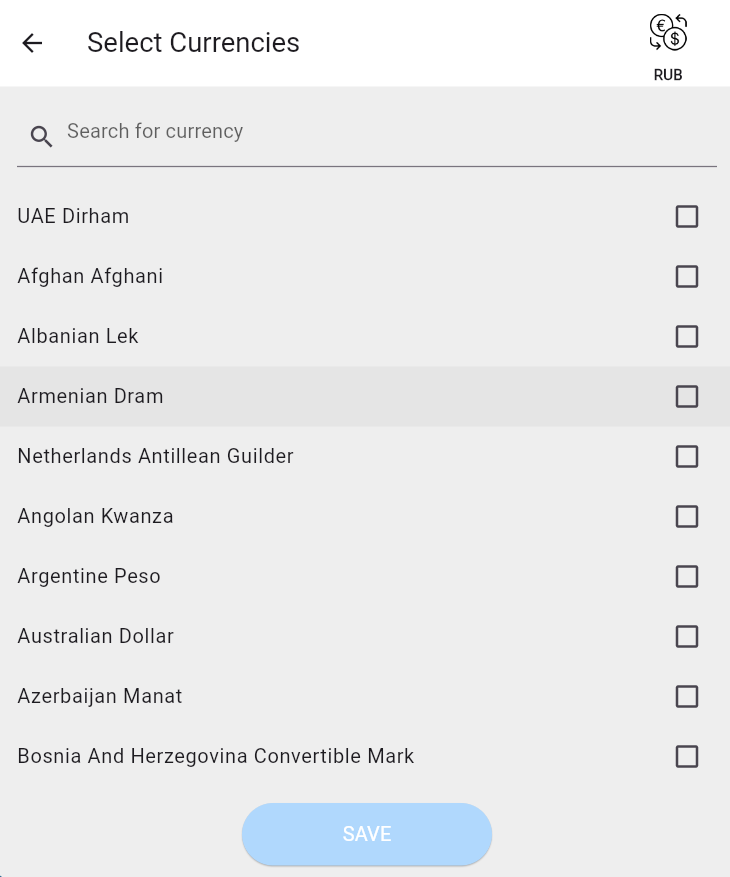 Select Currencies
€
$
RUB
Search for currency
UAE Dirham
Afghan Afghani
Albanian Lek
Armenian Dram
Netherlands Antillean Guilder
Angolan Kwanza
Argentine Peso
Australian Dollar
Azerbaijan Manat
Bosnia And Herzegovina Convertible Mark
SAVE